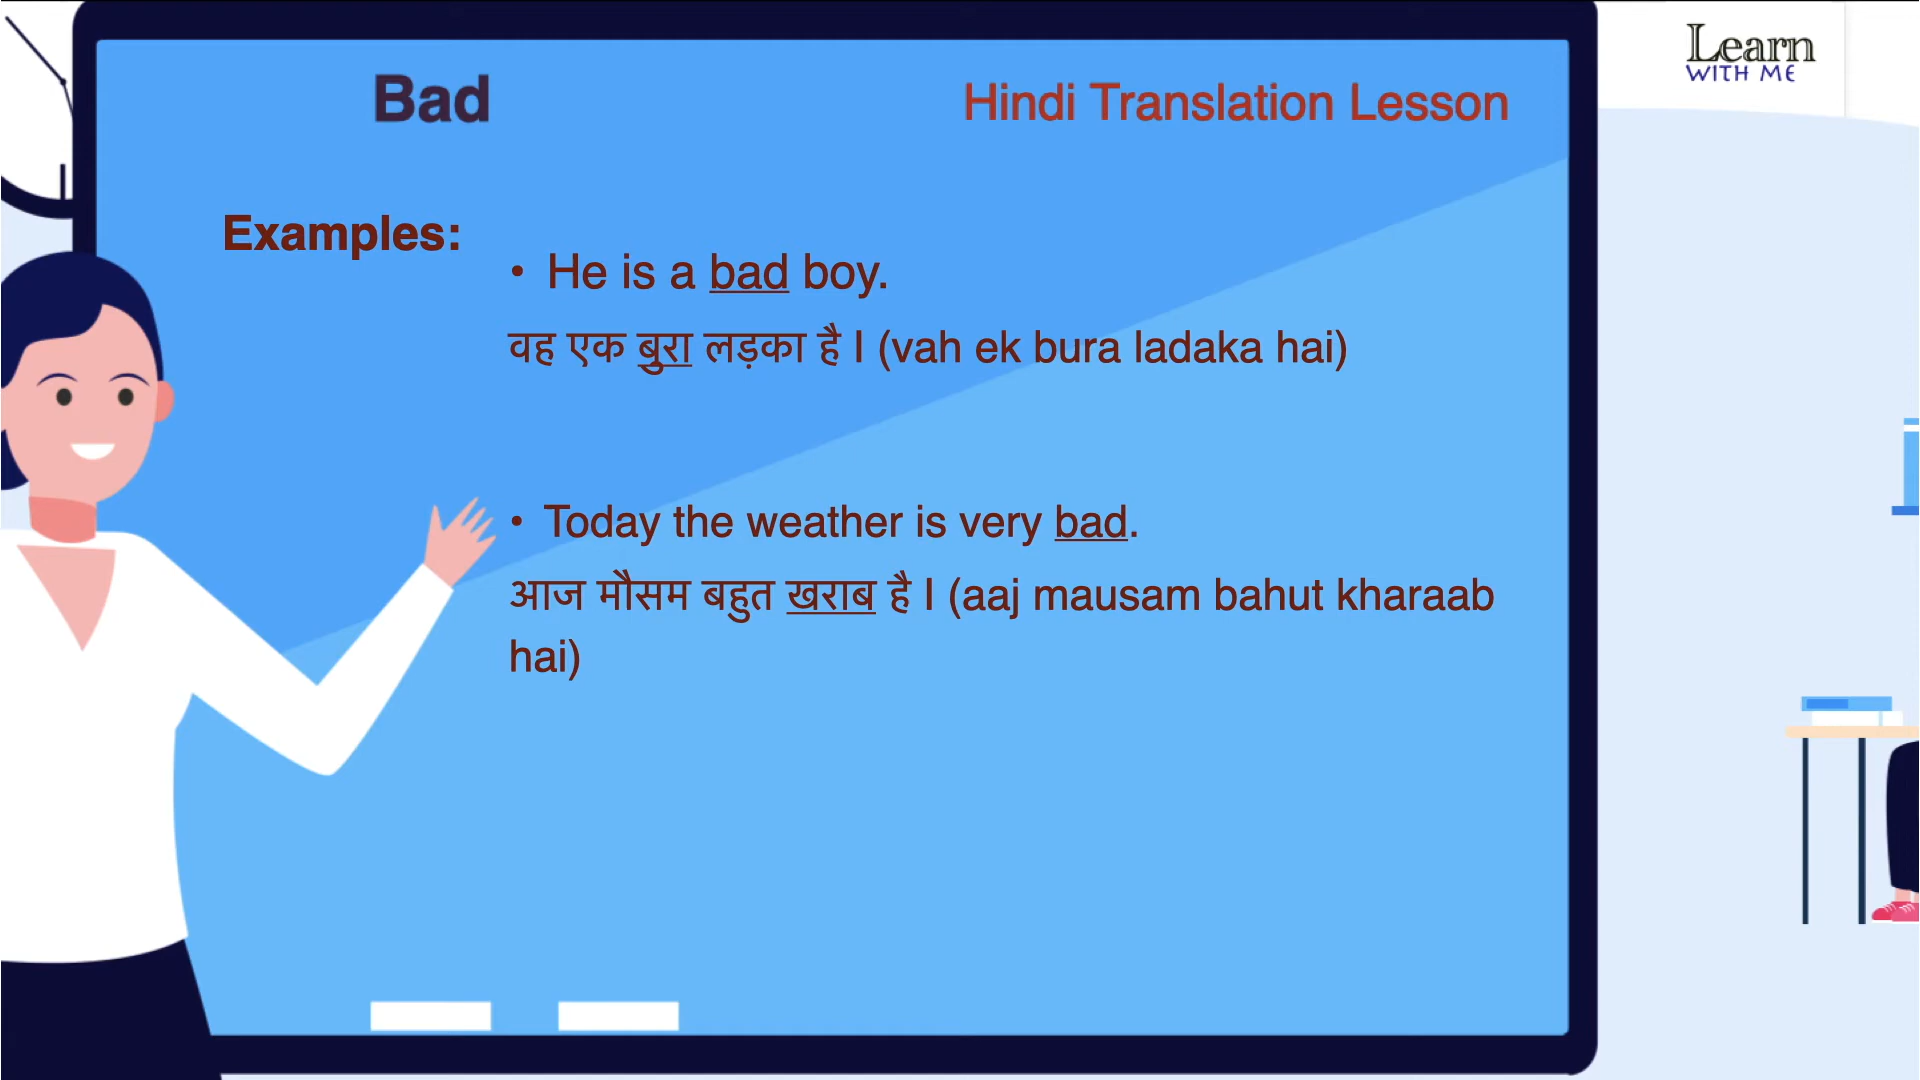 Bad
Hindi Translation Lesson
Learn
WITH ME
Examples:
• He is a bad boy.
वह एक बुरा लड़का है I (vah ek bura ladaka hai)
• Today the weather is very bad.
आज मौसम बहुत खराब है I (aaj mausam bahut kharaab
hai)